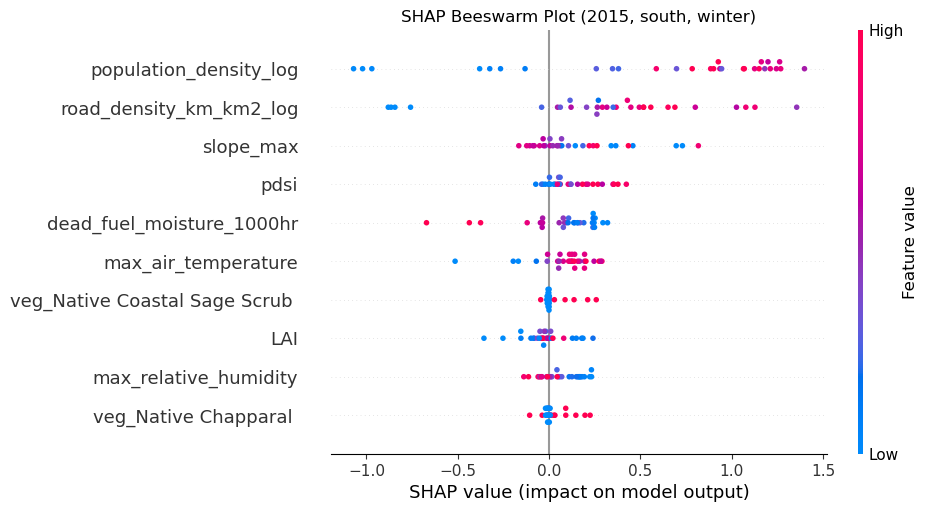 SHAP Beeswarm Plot (2015, south, winter)
High
population_density_log
road_density_km_km2_log
slope_max
pdsi
dead_fuel_moisture_1000hr
max_air_temperature
veg_Native Coastal Sage Scrub
LAI
max_relative_humidity
veg_Native Chapparal
Feature value
Low
−1.0 −0.5 0.0 0.5 1.0 1.5
SHAP value (impact on model output)